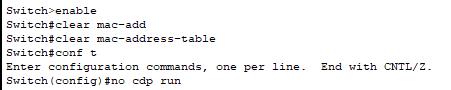 Switch>enable
Switch#clear mac-add
Switch#clear mac-address-table
Switch#conf t
Enter configuration commands, one per line.  End with CNTL/Z.
Switch(config)#no cdp run